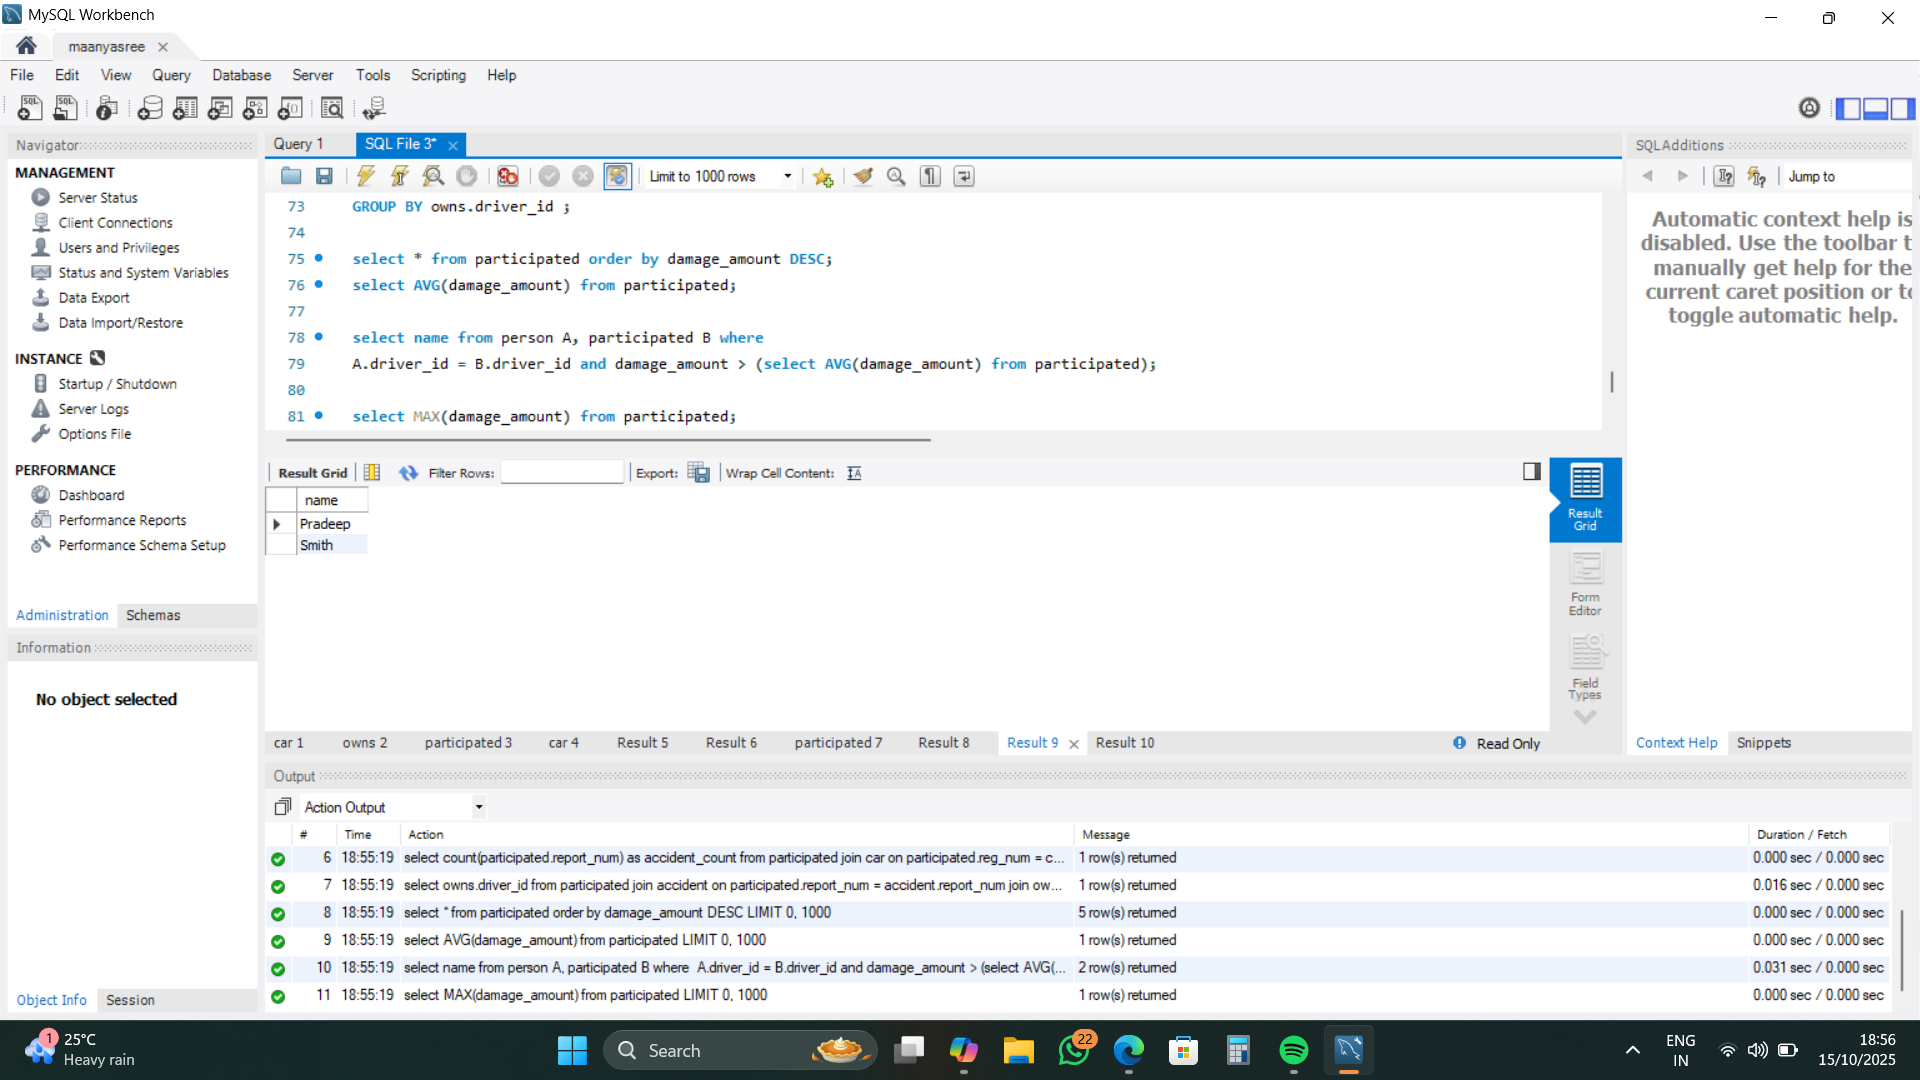 MySQL Workbench
maanyasree
File Edit View Query Database Server Tools Scripting Help
Navigator
MANAGEMENT
Server Status
Client Connections
Users and Privileges
Status and System Variables
Data Export
Data Import/Restore
INSTANCE
Startup / Shutdown
Server Logs
Options File
PERFORMANCE
Dashboard
Performance Reports
Performance Schema Setup
Administration Schemas
Information
No object selected
Object Info Session
Query 1 SQL File 3*
Limit to 1000 rows
73 GROUP BY owns.driver_id ;
74
75 select * from participated order by damage_amount DESC;
76 select AVG(damage_amount) from participated;
77
78 select name from person A, participated B where
79 A.driver_id = B.driver_id and damage_amount > (select AVG(damage_amount) from participated);
80
81 select MAX(damage_amount) from participated;
Result Grid Filter Rows: Export: Wrap Cell Content:
name
Pradeep
Smith
Result
Grid
Form
Editor
Field
Types
car 1 owns 2 participated 3 car 4 Result 5 Result 6 participated 7 Result 8 Result 9 Result 10 Read Only
SQLAdditions
Jump to
Automatic context help is
disabled. Use the toolbar t
manually get help for the
current caret position or to
toggle automatic help.
Context Help Snippets
Output
Action Output
# Time Action Message Duration / Fetch
6 18:55:19 select count(participated.report_num) as accident_count from participated join car on participated.reg_num = c... 1 row(s) returned 0.000 sec / 0.000 sec
7 18:55:19 select owns.driver_id from participated join accident on participated.report_num = accident.report_num join ow... 1 row(s) returned 0.016 sec / 0.000 sec
8 18:55:19 select * from participated order by damage_amount DESC LIMIT 0, 1000 5 row(s) returned 0.000 sec / 0.000 sec
9 18:55:19 select AVG(damage_amount) from participated LIMIT 0, 1000 1 row(s) returned 0.000 sec / 0.000 sec
10 18:55:19 select name from person A, participated B where A.driver_id = B.driver_id and damage_amount > (select AVG(... 2 row(s) returned 0.031 sec / 0.000 sec
11 18:55:19 select MAX(damage_amount) from participated LIMIT 0, 1000 1 row(s) returned 0.000 sec / 0.000 sec
1 25°C
Heavy rain
Search
22
ENG
IN
18:56
15/10/2025